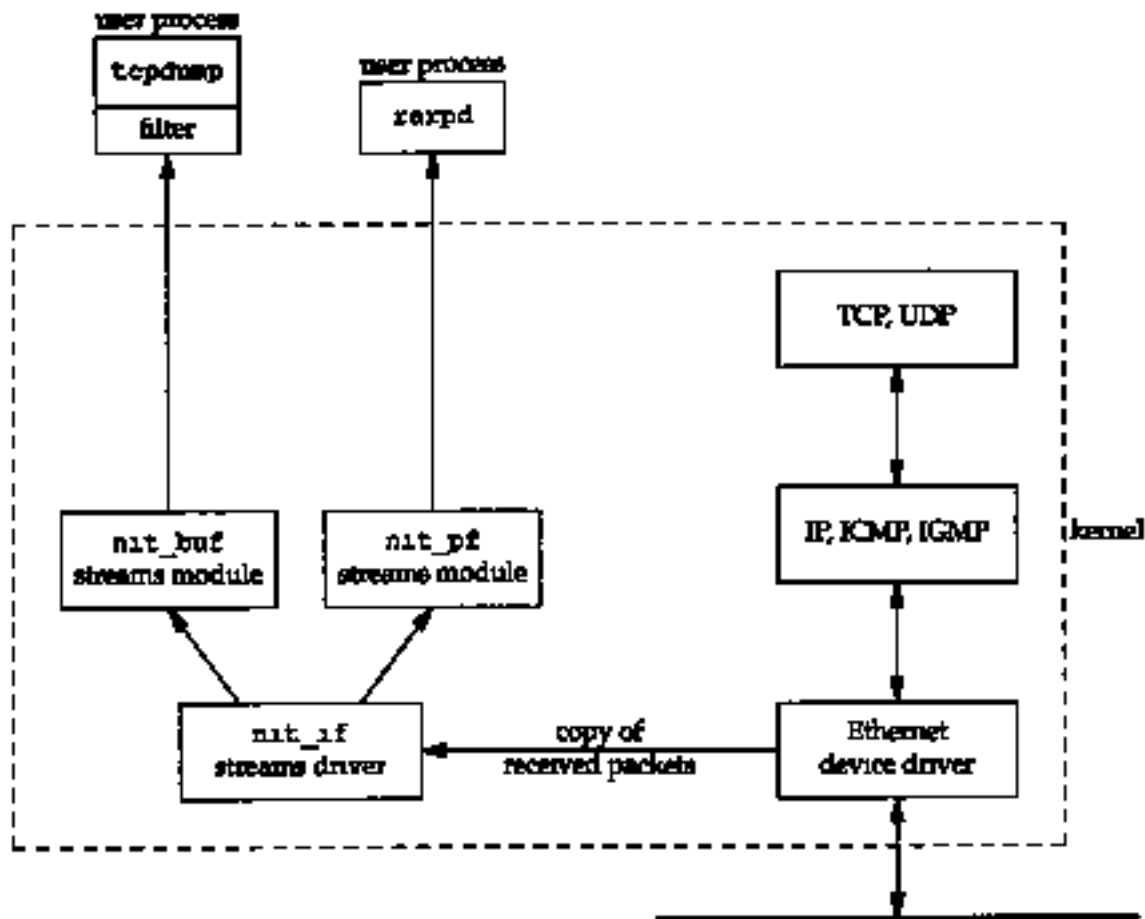 user process
tcpdump
filter
user process
rarpd
TCP, UDP
nit_buf
streams module
nit_pf
streams module
IP, ICMP, IGMP
kernel
nit_if
streams driver
copy of
received packets
Ethernet
device driver